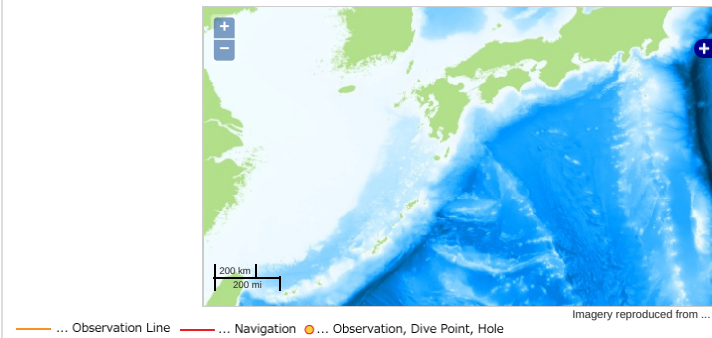 +
−
+
200 km
200 mi
Imagery reproduced from ...
... Observation Line ... Navigation ... Observation, Dive Point, Hole